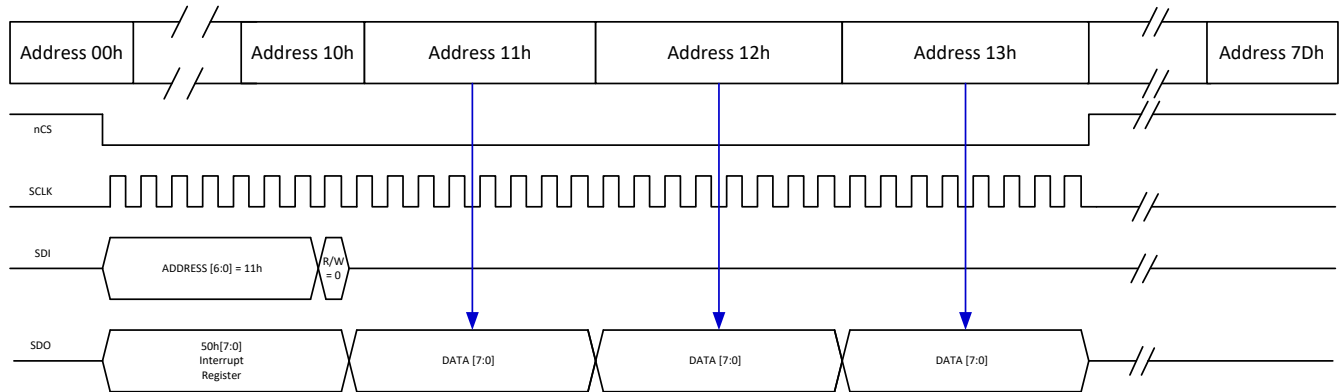 Address 00h
Address 10h
Address 11h
Address 12h
Address 13h
Address 7Dh
nCS
SCLK
SDI
ADDRESS [6:0] = 11h
R/W
= 0
SDO
50h[7:0]
Interrupt
Register
DATA [7:0]
DATA [7:0]
DATA [7:0]